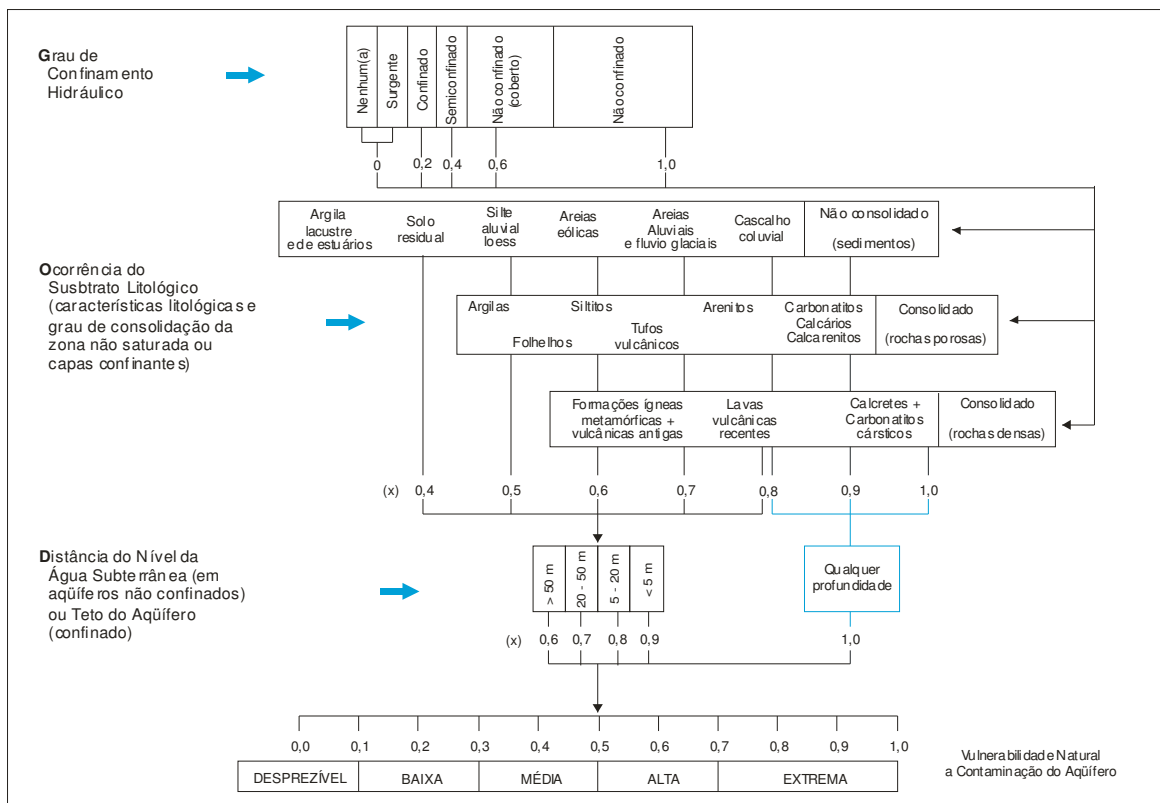 Grau de
Confinamento
Hidráulico
Nenhum(a)
Surgente
Confinado
Semiconfinado
Não confinado
(coberto)
Não confinado
0
0,2
0,4
0,6
1,0
Argila
lacustre
e de estuários
Solo
residual
Silte
aluvial
loess
Areias
eólicas
Areias
Aluviais
e fluvio glaciais
Cascalho
coluvial
Não consolidado
(sedimentos)
Ocorrência do
Susbtrato Litológico
(características litológicas e
grau de consolidação da
zona não saturada ou
capas confinantes)
Argilas
Folhelhos
Siltitos
Tufos
vulcânicos
Arenitos
Carbonatitos
Calcários
Calcarenitos
Consolidado
(rochas porosas)
Formações ígneas
metamórficas +
vulcânicas antigas
Lavas
vulcânicas
recentes
Calcretes +
Carbonatitos
cársticos
Consolidado
(rochas densas)
(x) 0,4 0,5 0,6 0,7 0,8 0,9 1,0
Distância do Nível da
Água Subterrânea (em
aqüíferos não confinados)
ou Teto do Aqüífero
(confinado)
> 50 m
20 - 50 m
5 - 20 m
< 5 m
Qualquer
profundidade
(x) 0,6 0,7 0,8 0,9 1,0
0,0 0,1 0,2 0,3 0,4 0,5 0,6 0,7 0,8 0,9 1,0
DESPREZÍVEL BAIXA MÉDIA ALTA EXTREMA
Vulnerabilidade Natural
a Contaminação do Aqüífero